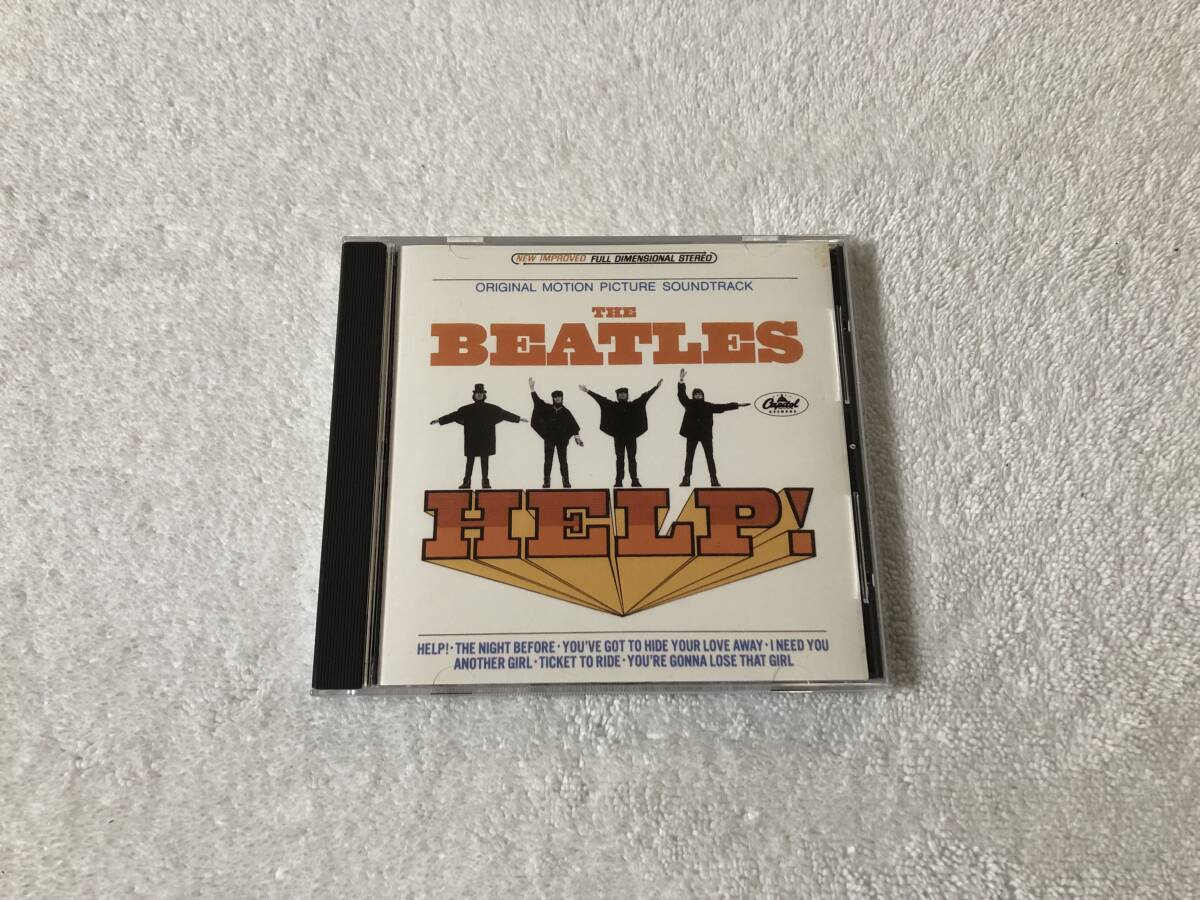 NEW IMPROVED FULL DIMENSIONAL STEREO
ORIGINAL MOTION PICTURE SOUNDTRACK
THE
BEATLES
Capitol
RECORDS
HELP!
HELP! · THE NIGHT BEFORE · YOU'VE GOT TO HIDE YOUR LOVE AWAY · I NEED YOU
ANOTHER GIRL · TICKET TO RIDE · YOU'RE GONNA LOSE THAT GIRL